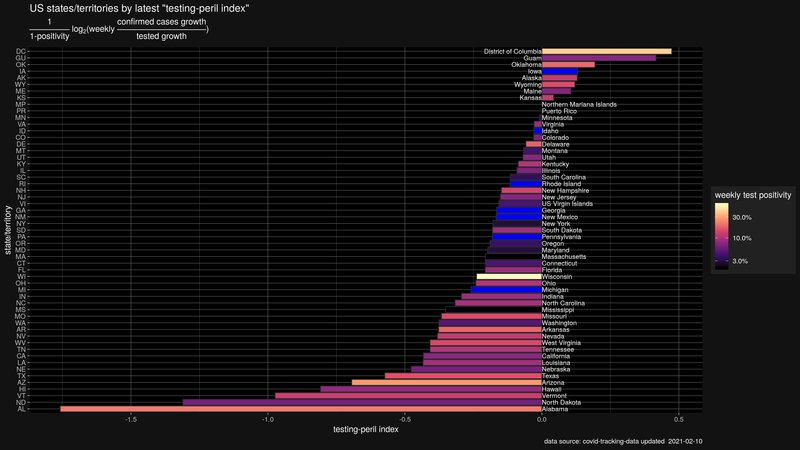 US states/territories by latest "testing-peril index"
1
1-positivity
log2(weekly
confirmed cases growth
tested growth
)
state/territory
DC District of Columbia
GU Guam
OK Oklahoma
IA Iowa
AK Alaska
WY Wyoming
ME Maine
KS Kansas
MP Northern Mariana Islands
PR Puerto Rico
MN Minnesota
VA Virginia
ID Idaho
CO Colorado
DE Delaware
MT Montana
UT Utah
KY Kentucky
IL Illinois
SC South Carolina
RI Rhode Island
NH New Hampshire
NJ New Jersey
VI US Virgin Islands
GA Georgia
NM New Mexico
NY New York
SD South Dakota
PA Pennsylvania
OR Oregon
MD Maryland
MA Massachusetts
CT Connecticut
FL Florida
WI Wisconsin
OH Ohio
MI Michigan
IN Indiana
NC North Carolina
MS Mississippi
MO Missouri
WA Washington
AR Arkansas
NV Nevada
WV West Virginia
TN Tennessee
CA California
LA Louisiana
NE Nebraska
TX Texas
AZ Arizona
HI Hawaii
VT Vermont
ND North Dakota
AL Alabama
-1.5 -1.0 -0.5 0.0 0.5
testing-peril index
weekly test positivity
30.0%
10.0%
3.0%
data source: covid-tracking-data updated 2021-02-10